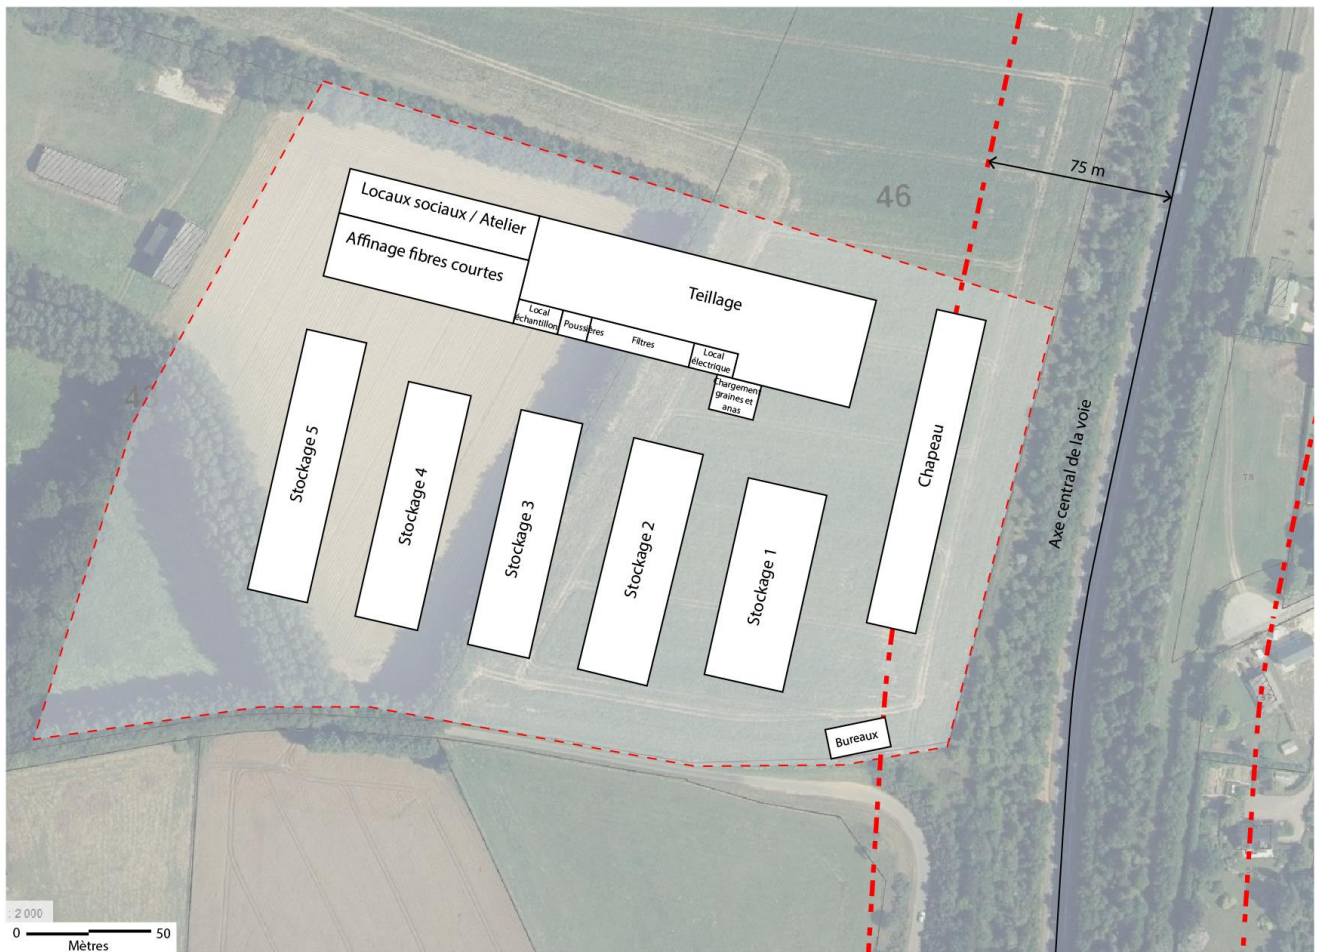 46
75 m
Locaux sociaux / Atelier
Affinage fibres courtes
Teillage
Local
échantillon
Poussières
Filtres
Local
électrique
Chargement
graines et
anas
Chapeau
Axe central de la voie
Stockage 5
Stockage 4
Stockage 3
Stockage 2
Stockage 1
Bureaux
: 2 000
0 50
Mètres